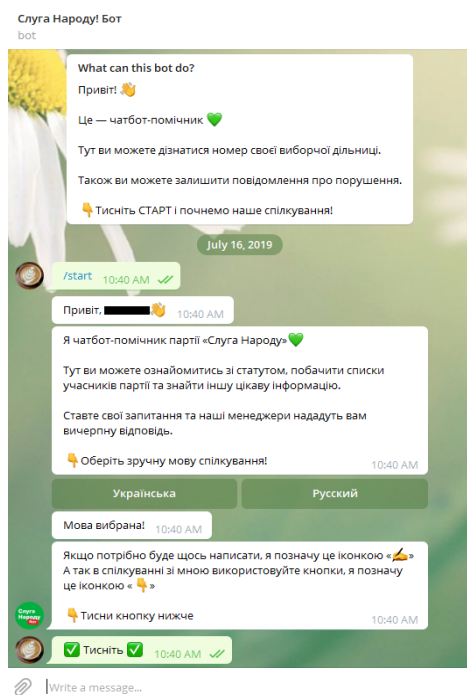 Слуга Народу! Бот
bot
What can this bot do?
Привіт! 👋
Це — чатбот-помічник 💚
Тут ви можете дізнатися номер своєї виборчої дільниці.
Також ви можете залишити повідомлення про порушення.
👇Тисніть СТАРТ і почнемо наше спілкування!
July 16, 2019
/start 10:40 AM
Привіт, 👋 10:40 AM
Я чатбот-помічник партії «Слуга Народу»💚
Тут ви можете ознайомитись зі статутом, побачити списки
учасників партії та знайти іншу цікаву інформацію.
Ставте свої запитання та наші менеджери нададуть вам
вичерпну відповідь.
👇Оберіть зручну мову спілкування! 10:40 AM
Українська
Русский
Мова вибрана! 10:40 AM
Якщо потрібно буде щось написати, я позначу це іконкою «✍»
А так в спілкуванні зі мною використовуйте кнопки, я позначу
це іконкою « 👇 »
👇Тисни кнопку нижче 10:40 AM
Слуга
Народу
Бот
✅ Тисніть ✅ 10:40 AM
Write a message...